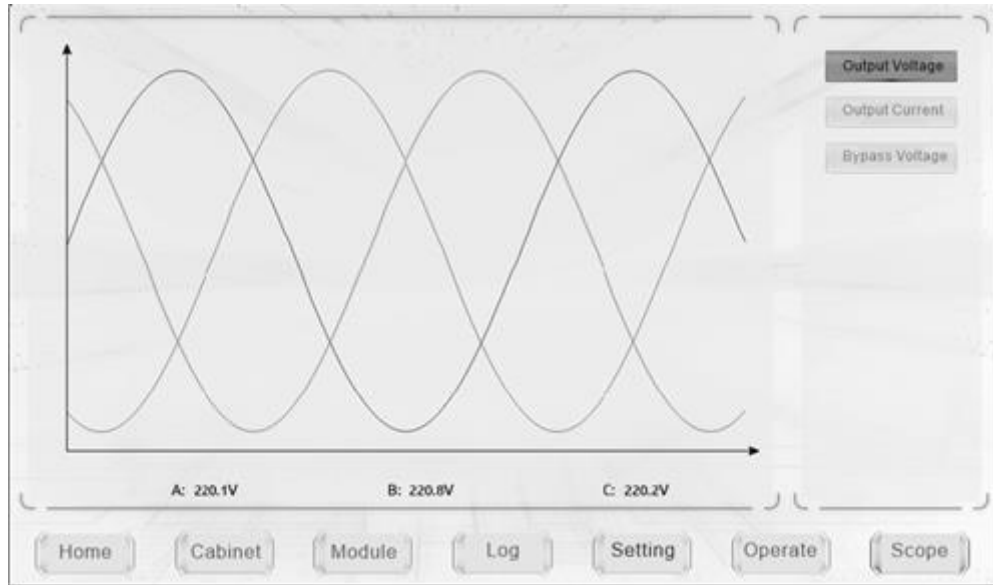 Output Voltage
Output Current
Bypass Voltage
A: 220.1V B: 220.8V C: 220.2V
Home Cabinet Module Log Setting Operate Scope